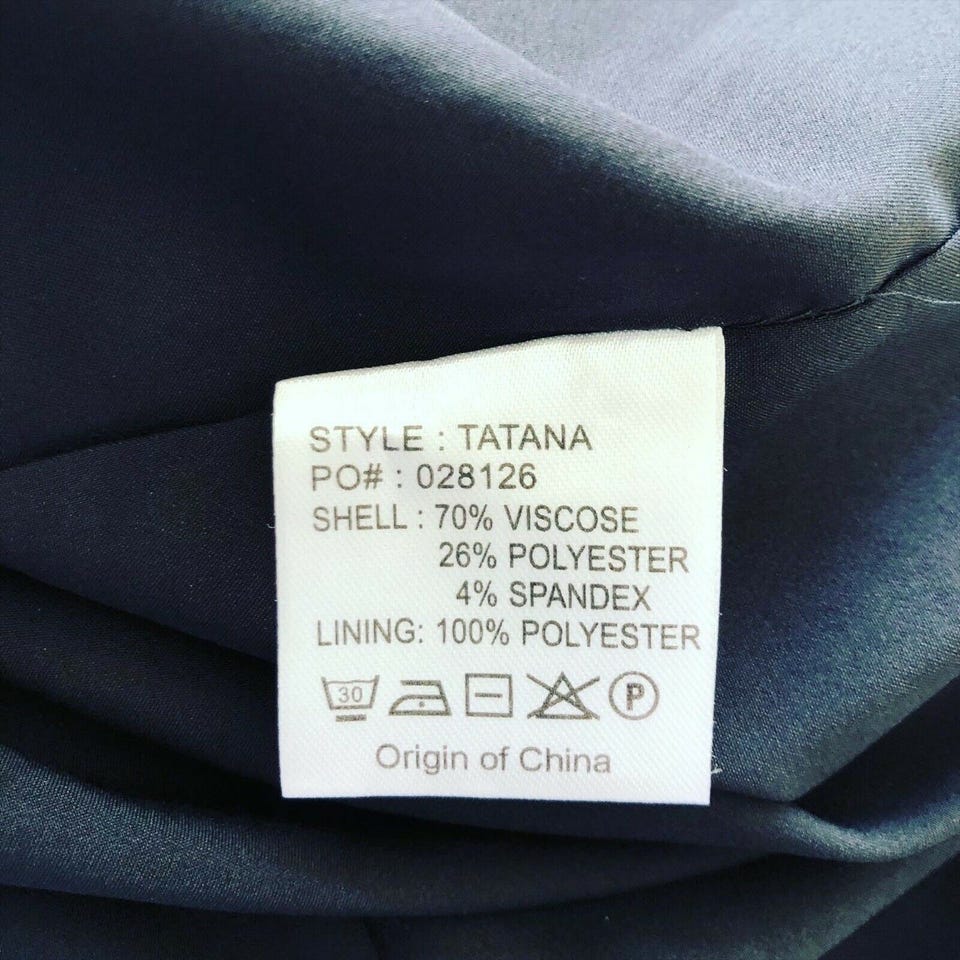 STYLE : TATANA
PO# : 028126
SHELL : 70% VISCOSE
26% POLYESTER
4% SPANDEX
LINING: 100% POLYESTER
30 P
Origin of China